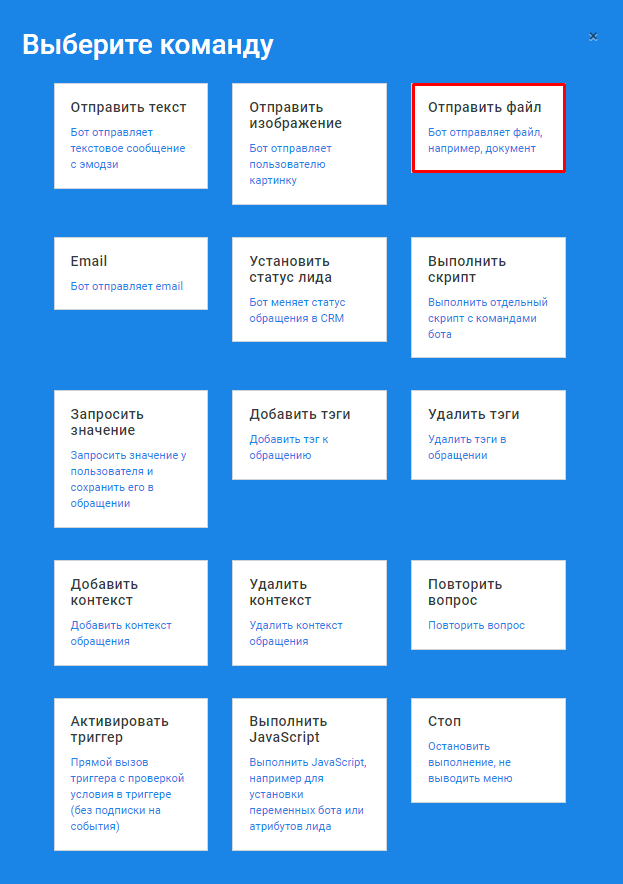 Выберите команду
×
Отправить текст
Бот отправляет
текстовое сообщение
с эмодзи
Отправить
изображение
Бот отправляет
пользователю
картинку
Отправить файл
Бот отправляет файл,
например, документ
Email
Бот отправляет email
Установить
статус лида
Бот меняет статус
обращения в CRM
Выполнить
скрипт
Выполнить отдельный
скрипт с командами
бота
Запросить
значение
Запросить значение у
пользователя и
сохранить его в
обращении
Добавить тэги
Добавить тэг к
обращению
Удалить тэги
Удалить тэги в
обращении
Добавить
контекст
Добавить контекст
обращения
Удалить
контекст
Удалить контекст
обращения
Повторить
вопрос
Повторить вопрос
Активировать
триггер
Прямой вызов
триггера с проверкой
условия в триггере
(без подписки на
события)
Выполнить
JavaScript
Выполнить JavaScript,
например для
установки
переменных бота или
атрибутов лида
Стоп
Остановить
выполнение, не
выводить меню